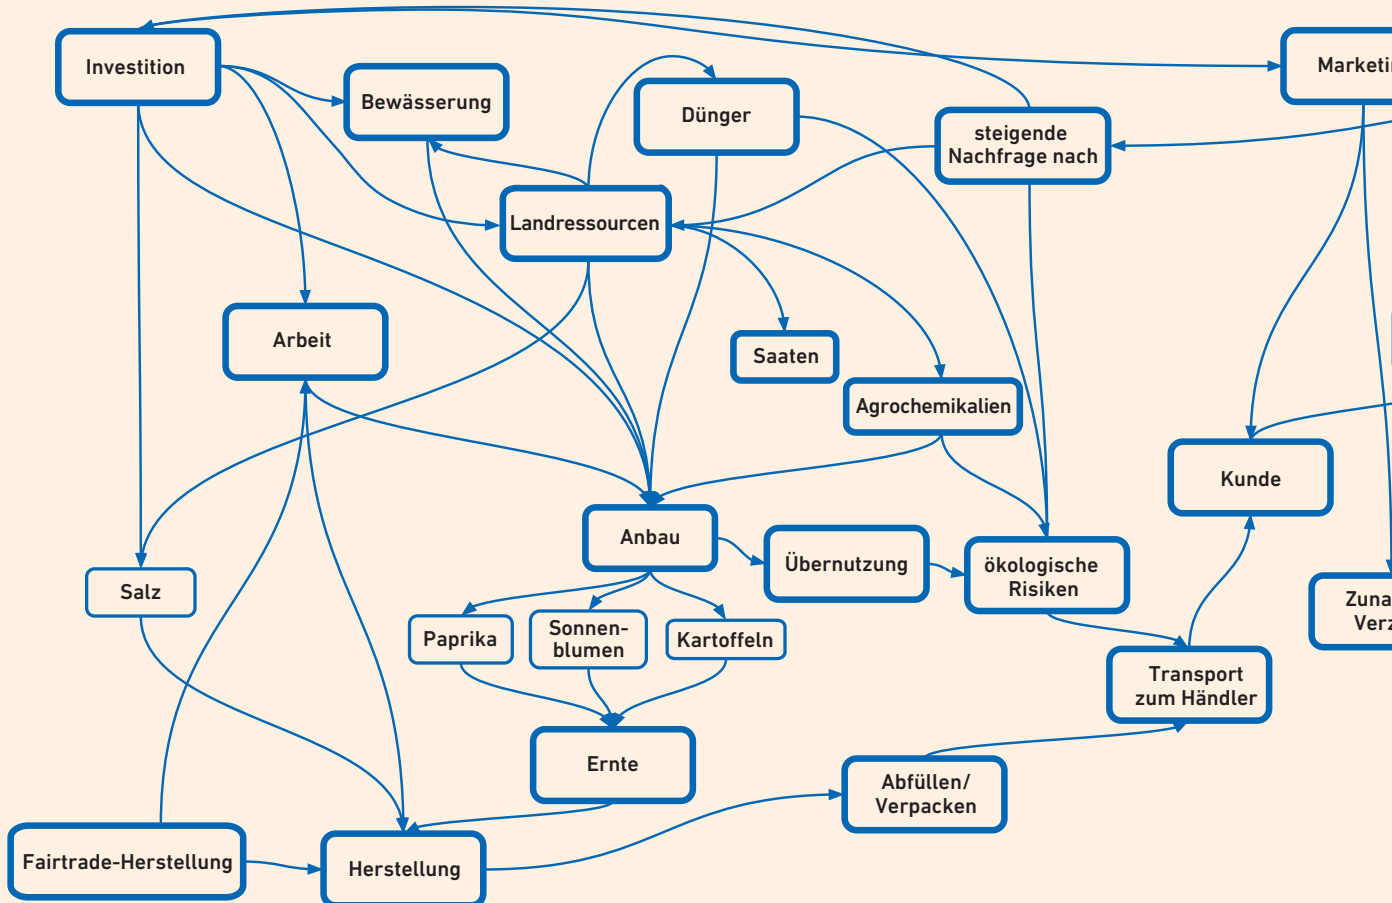 Investition
Bewässerung
Dünger
steigende
Nachfrage nach
Landressourcen
Arbeit
Saaten
Agrochemikalien
Kunde
Anbau
Übernutzung
ökologische
Risiken
Salz
Paprika
Sonnen-
blumen
Kartoffeln
Transport
zum Händler
Ernte
Abfüllen/
Verpacken
Fairtrade-Herstellung
Herstellung